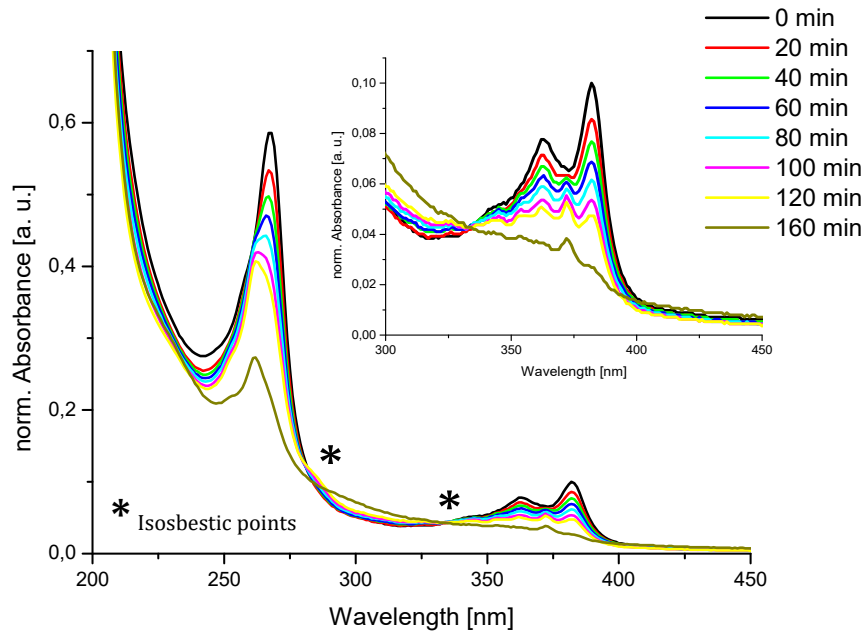 0 min
20 min
40 min
60 min
80 min
100 min
120 min
160 min
norm. Absorbance [a. u.]
0,6
0,4
0,2
0,0
200
250
300
350
400
450
Wavelength [nm]
norm. Absorbance [a. u.]
0,10
0,08
0,06
0,04
0,02
0,00
300
350
400
450
Wavelength [nm]
*
*
* Isosbestic points